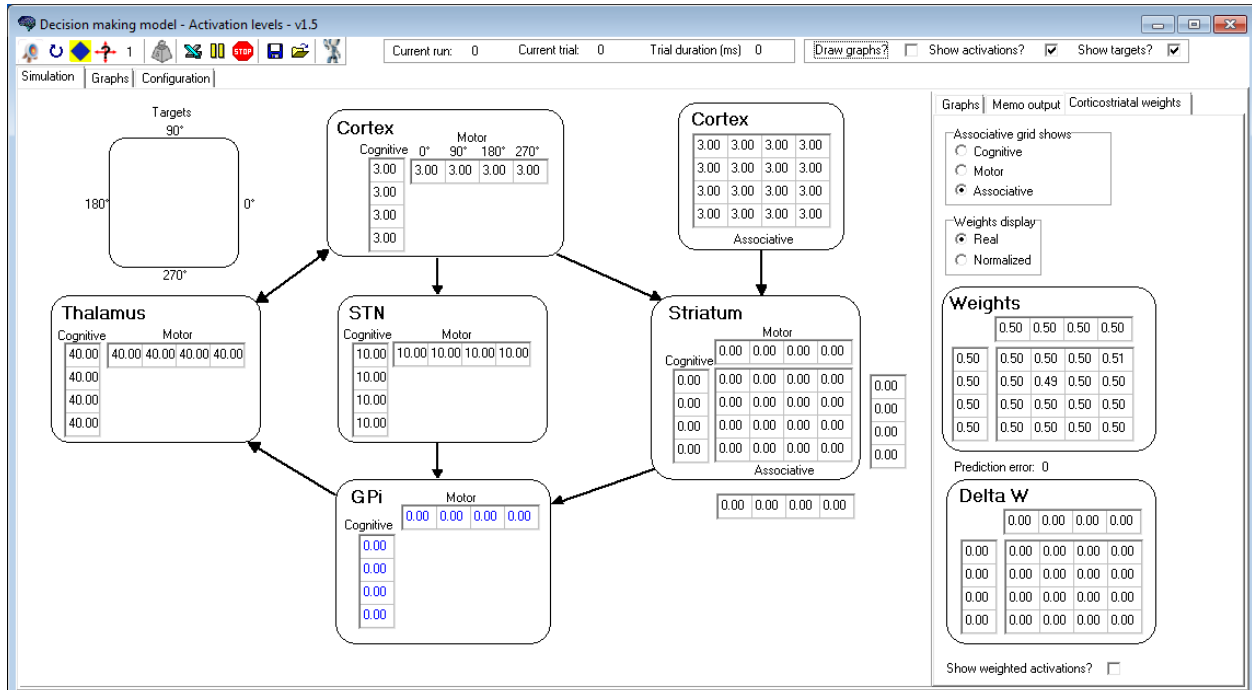 Decision making model - Activation levels - v1.5
1 STOP Current run: 0 Current trial: 0 Trial duration (ms) 0 Draw graphs? Show activations? Show targets?
Simulation Graphs Configuration
Targets
90°
180° 0°
270°
Cortex
Motor
Cognitive 0° 90° 180° 270°
3.00 3.00 3.00 3.00 3.00
3.00
3.00
3.00
Cortex
3.00 3.00 3.00 3.00
3.00 3.00 3.00 3.00
3.00 3.00 3.00 3.00
3.00 3.00 3.00 3.00
Associative
Thalamus
Cognitive Motor
40.00 40.00 40.00 40.00 40.00
40.00
40.00
40.00
STN
Cognitive Motor
10.00 10.00 10.00 10.00 10.00
10.00
10.00
10.00
Striatum
Motor
0.00 0.00 0.00 0.00
Cognitive
0.00 0.00 0.00 0.00 0.00 0.00
0.00 0.00 0.00 0.00 0.00 0.00
0.00 0.00 0.00 0.00 0.00 0.00
0.00 0.00 0.00 0.00 0.00 0.00
Associative
0.00 0.00 0.00 0.00
GPi
Motor
0.00 0.00 0.00 0.00
Cognitive
0.00
0.00
0.00
0.00
Graphs Memo output Corticostriatal weights
Associative grid shows
Cognitive
Motor
Associative
Weights display
Real
Normalized
Weights
0.50 0.50 0.50 0.50
0.50 0.50 0.50 0.50 0.51
0.50 0.50 0.49 0.50 0.50
0.50 0.50 0.50 0.50 0.50
0.50 0.50 0.50 0.50 0.50
Prediction error: 0
Delta W
0.00 0.00 0.00 0.00
0.00 0.00 0.00 0.00 0.00
0.00 0.00 0.00 0.00 0.00
0.00 0.00 0.00 0.00 0.00
0.00 0.00 0.00 0.00 0.00
Show weighted activations?